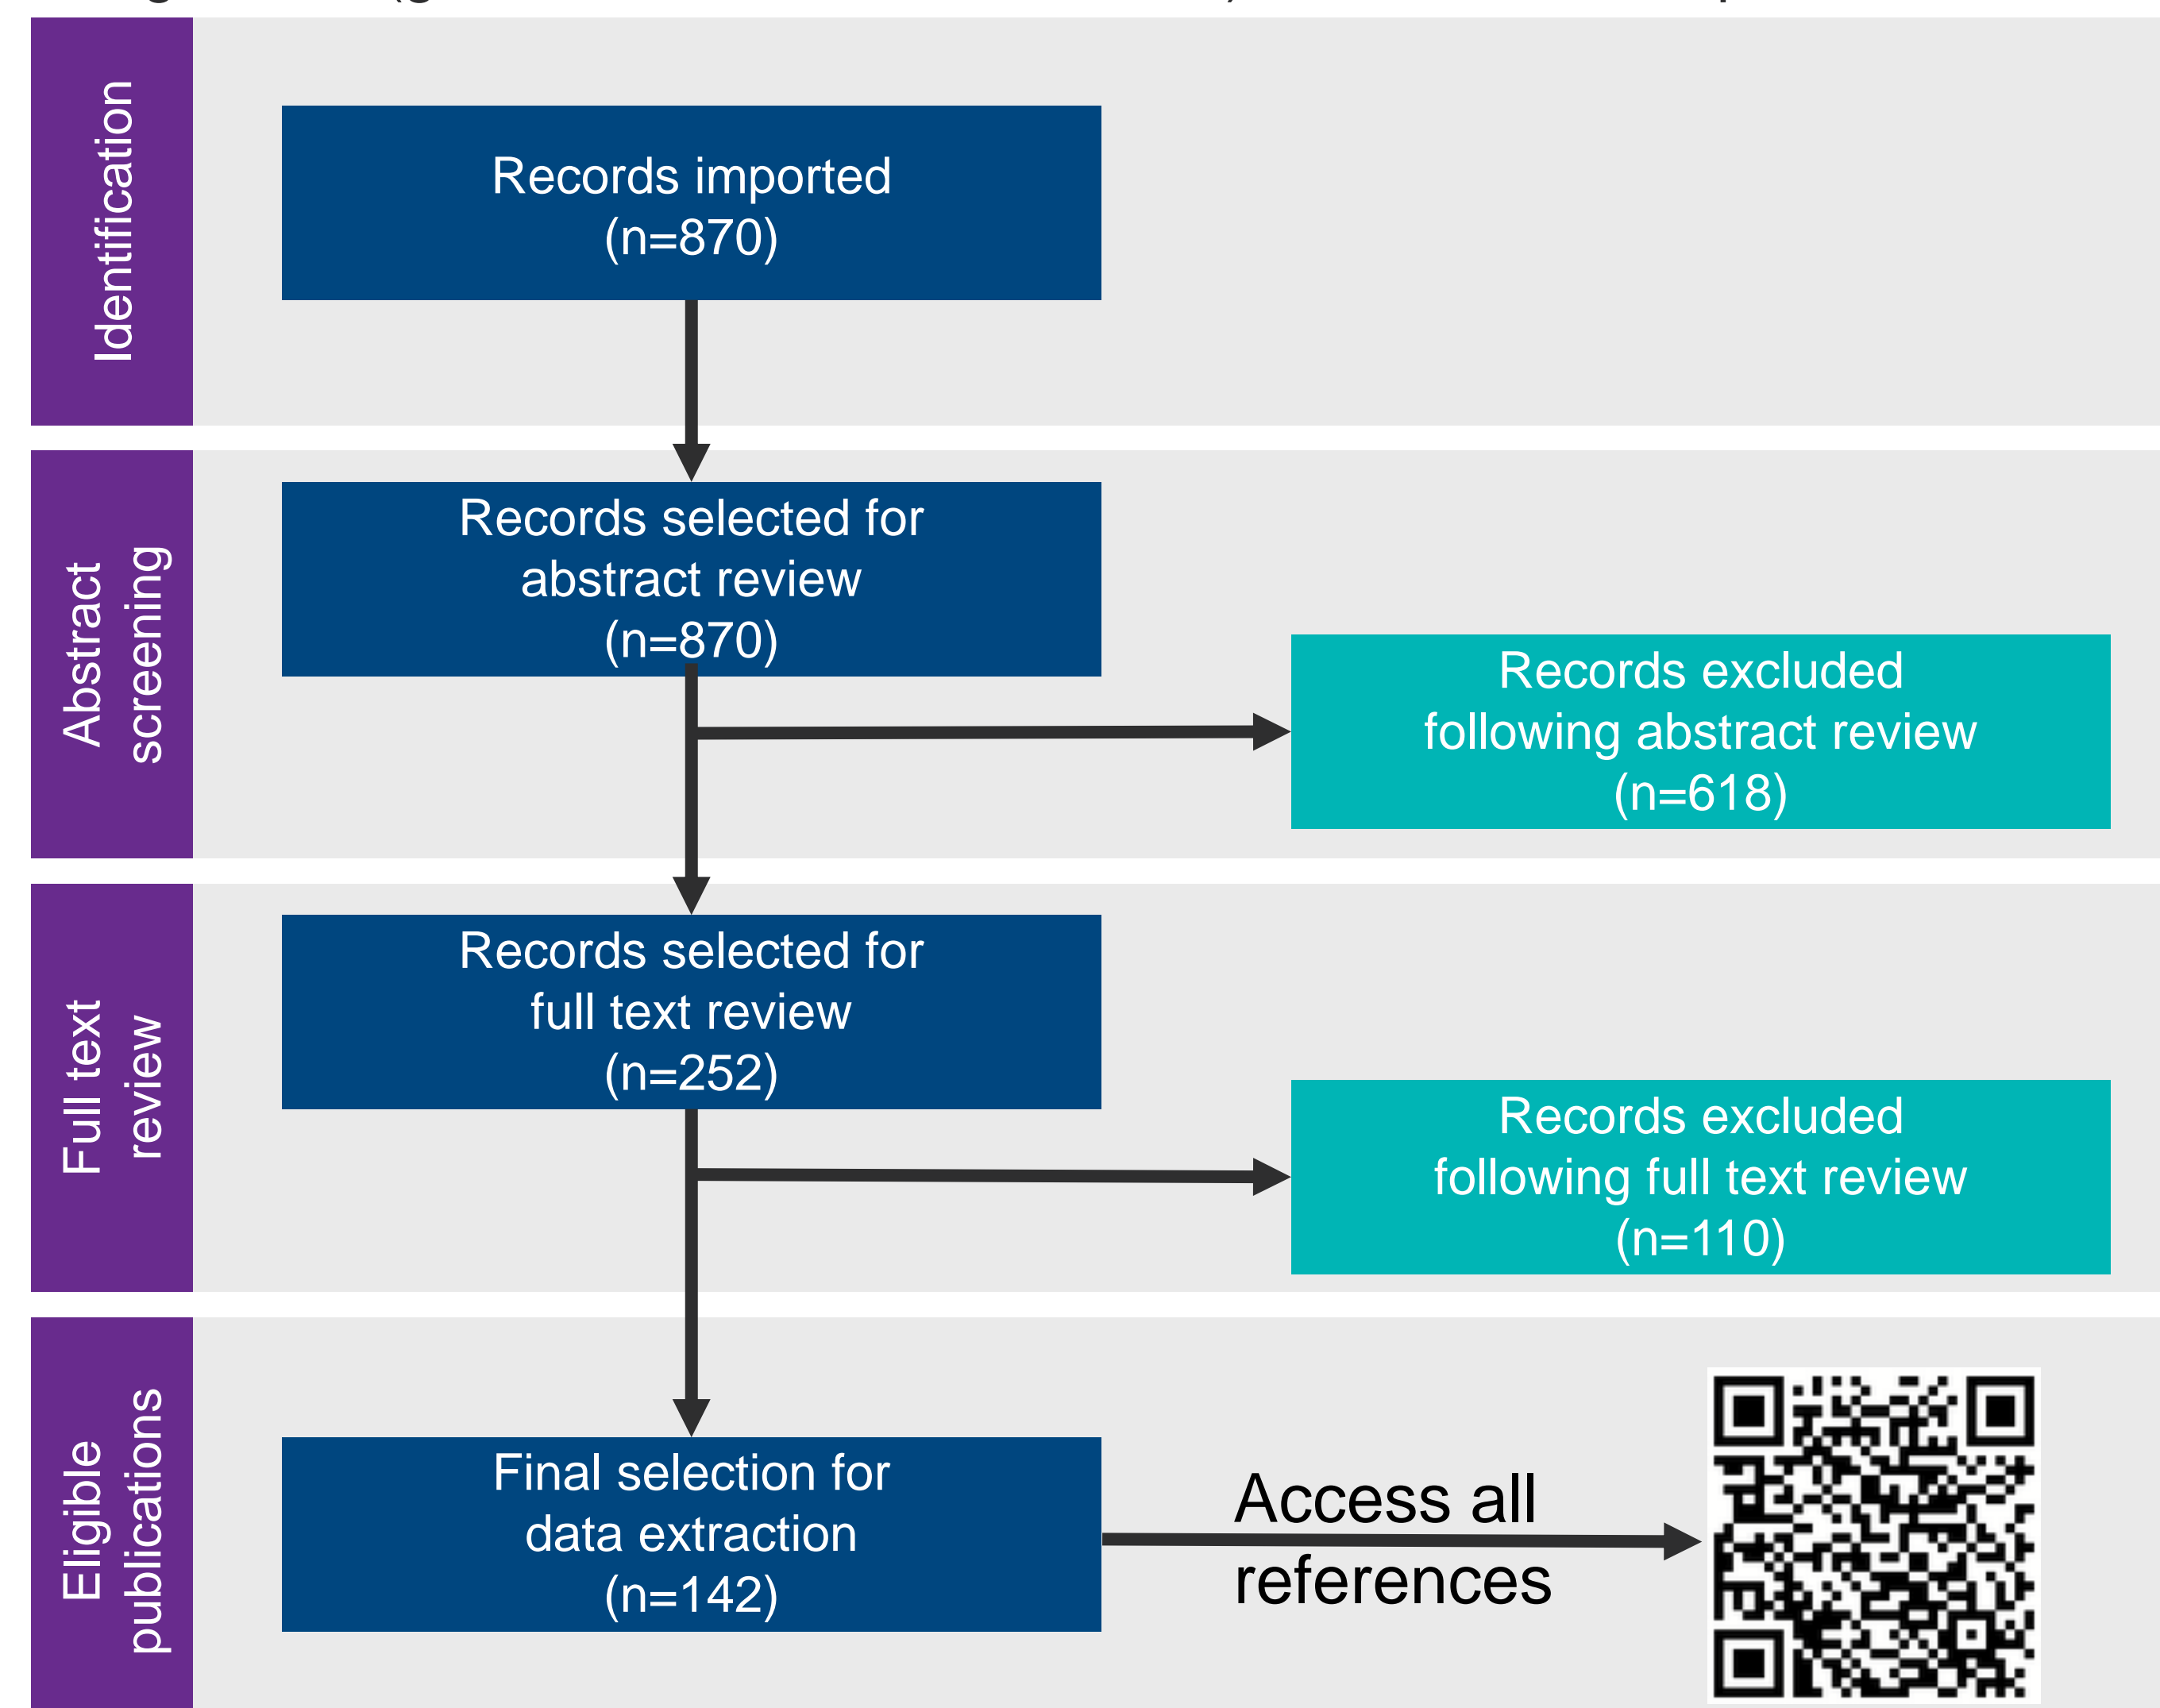 Identification
Records imported
(n=870)
Abstract
screening
Records selected for
abstract review
(n=870)
Records excluded
following abstract review
(n=618)
Full text
review
Records selected for
full text review
(n=252)
Records excluded
following full text review
(n=110)
Eligible
publications
Final selection for
data extraction
(n=142)
Access all
references